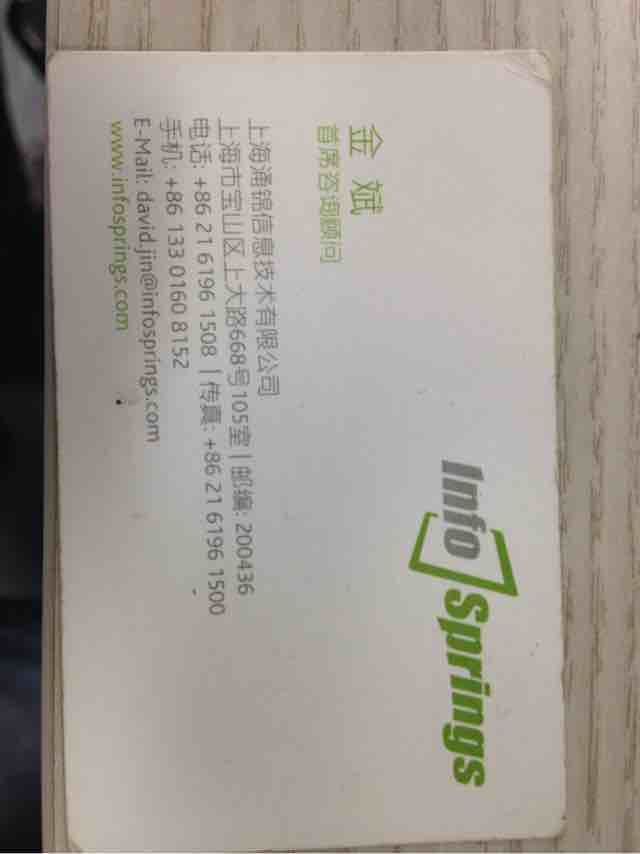 Info Springs
金 斌
首席咨询顾问
上海涌锦信息技术有限公司
上海市宝山区上大路668号105室 | 邮编: 200436
电话: +86 21 6196 1508 | 传真: +86 21 6196 1500
手机: +86 133 0160 8152
E-Mail: david.jin@infosprings.com
www.infosprings.com